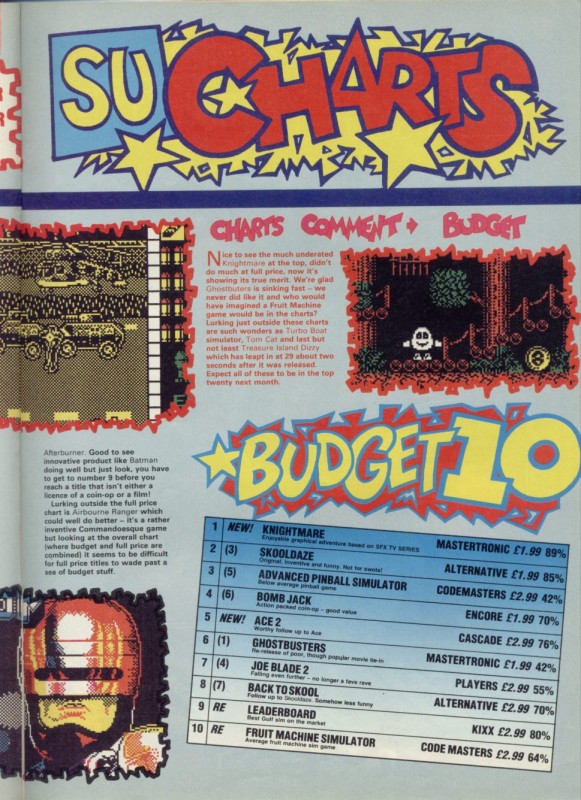 SU CHARTS
CHARTS COMMENT BUDGET
Nice to see the much underated
Knightmare at the top, didn't
do much at full price, now it's
showing its true merit. We're glad
Ghostbuters is sinking fast – we
never did like it and who would
have imagined a Fruit Machine
game would be in the charts?
Lurking just outside these charts
are such wonders as Turbo Boat
simulator, Tom Cat and last but
not least Treasure Island Dizzy
which has leapt in at 29 about two
seconds after it was released.
Expect all of these to be in the top
twenty next month.
Afterburner. Good to see
innovative product like Batman
doing well but just look, you have
to get to number 9 before you
reach a title that isn't either a
licence of a coin-op or a film!
Lurking outside the full price
chart is Airbourne Ranger which
could well do better – it's a rather
inventive Commandoesque game
but looking at the overall chart
(where budget and full price are
combined) it seems to be difficult
for full price titles to wade past a
sea of budget stuff.
BUDGET 10
1 NEW! KNIGHTMARE MASTERTRONIC £1.99 89%
Enjoyable graphical adventure based on SFX TV SERIES
2 (3) SKOOLDAZE ALTERNATIVE £1.99 85%
Original, inventive and funny. Not for swots!
3 (5) ADVANCED PINBALL SIMULATOR CODEMASTERS £2.99 42%
Below average pinball game
4 (6) BOMB JACK ENCORE £1.99 70%
Action packed coin-op – good value
5 NEW! ACE 2 CASCADE £2.99 76%
Worthy follow up to Ace
6 (1) GHOSTBUSTERS MASTERTRONIC £1.99 42%
Re-release of poor, though popular movie tie-in
7 (4) JOE BLADE 2 PLAYERS £2.99 55%
Falling even further – no longer a fave rave
8 (7) BACK TO SKOOL ALTERNATIVE £2.99 70%
Follow up to Skooldaze. Somehow less funny
9 RE LEADERBOARD KIXX £2.99 80%
Best Gulf sim on the market
10 RE FRUIT MACHINE SIMULATOR CODE MASTERS £2.99 64%
Average fruit machine sim game